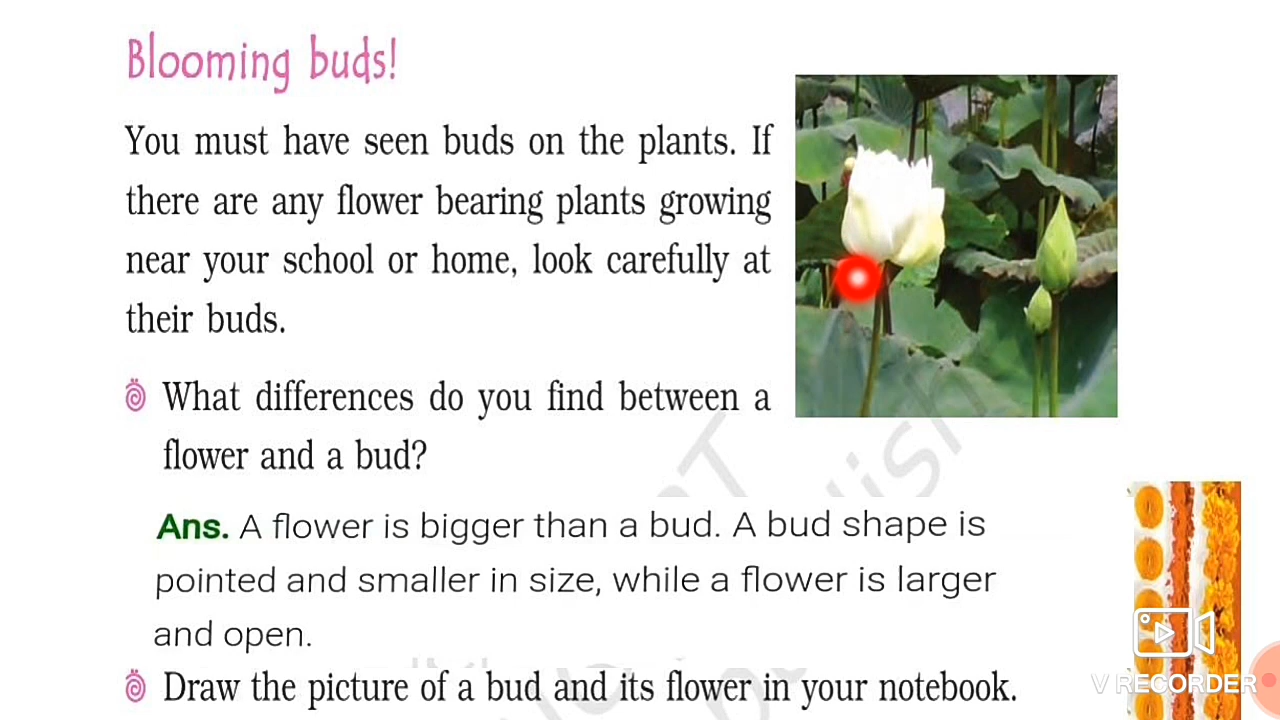 Blooming buds!
You must have seen buds on the plants. If
there are any flower bearing plants growing
near your school or home, look carefully at
their buds.
What differences do you find between a
flower and a bud?
Ans. A flower is bigger than a bud. A bud shape is
pointed and smaller in size, while a flower is larger
and open.
Draw the picture of a bud and its flower in your notebook.
V RECORDER